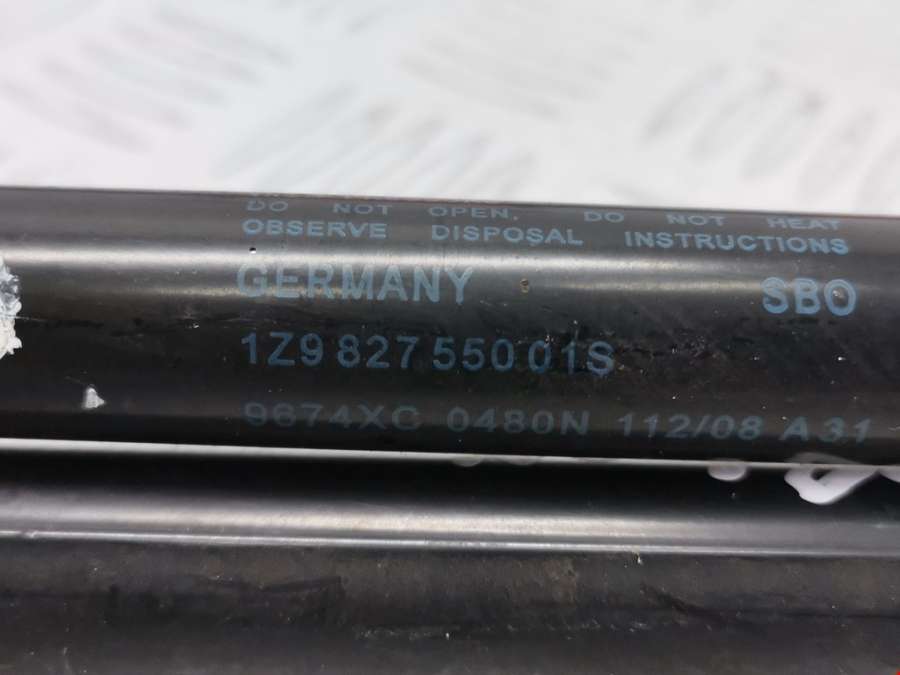 DO NOT OPEN. DO NOT HEAT
OBSERVE DISPOSAL INSTRUCTIONS
GERMANY SBO
1Z9 827 550 01S
9674XC 0480N 112/08 A31